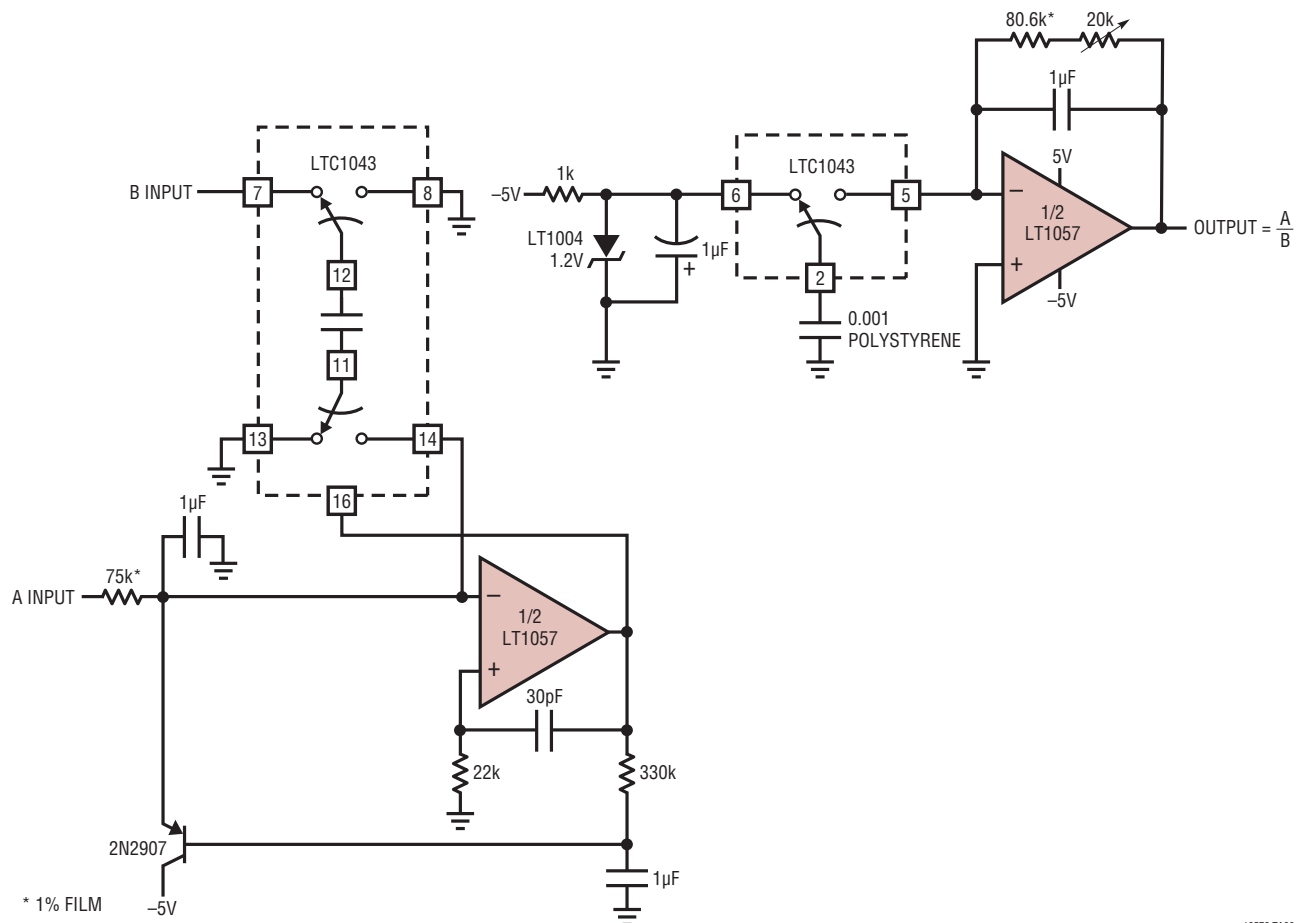 80.6k*
20k
1µF
LTC1043
B INPUT
7
8
12
11
13
14
16
–5V
1k
LT1004
1.2V
1µF
+
LTC1043
6
5
2
0.001
POLYSTYRENE
5V
–
1/2
LT1057
+
–5V
OUTPUT = A
B
1µF
75k*
A INPUT
–
1/2
LT1057
+
30pF
22k
330k
2N2907
1µF
–5V
* 1% FILM